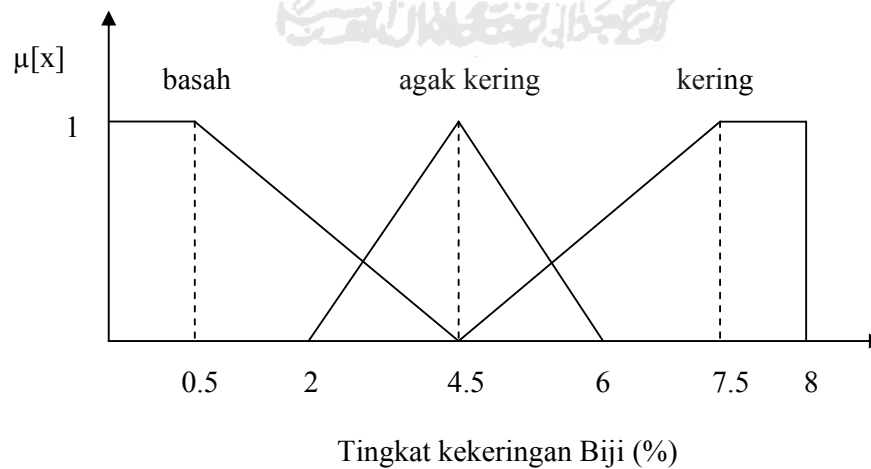 μ[x]
basah agak kering kering
1
0.5 2 4.5 6 7.5 8
Tingkat kekeringan Biji (%)